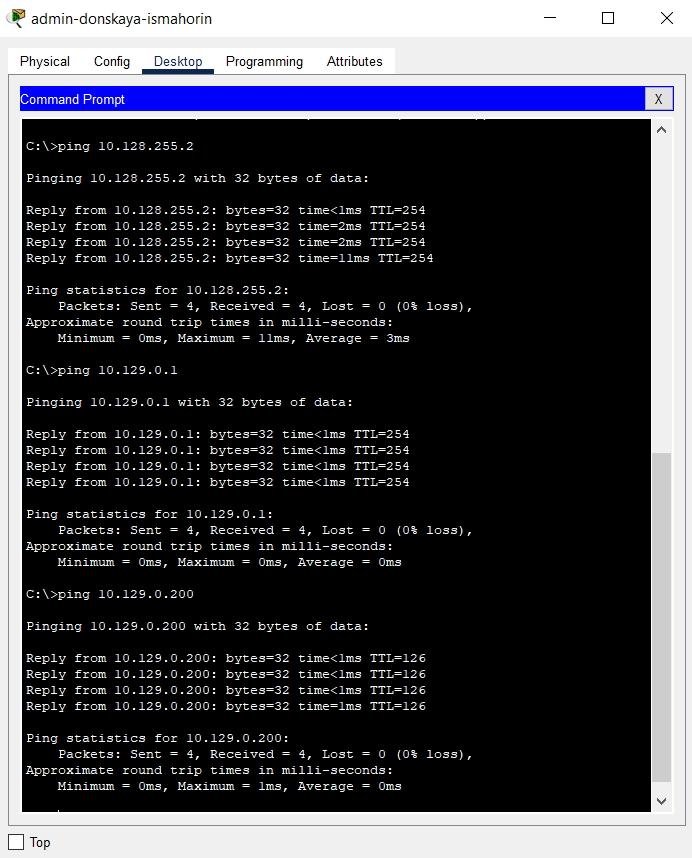 admin-donskaya-ismahorin
Physical Config Desktop Programming Attributes
Command Prompt X
C:\>ping 10.128.255.2
Pinging 10.128.255.2 with 32 bytes of data:
Reply from 10.128.255.2: bytes=32 time<1ms TTL=254
Reply from 10.128.255.2: bytes=32 time=2ms TTL=254
Reply from 10.128.255.2: bytes=32 time=2ms TTL=254
Reply from 10.128.255.2: bytes=32 time=11ms TTL=254
Ping statistics for 10.128.255.2:
Packets: Sent = 4, Received = 4, Lost = 0 (0% loss),
Approximate round trip times in milli-seconds:
Minimum = 0ms, Maximum = 11ms, Average = 3ms
C:\>ping 10.129.0.1
Pinging 10.129.0.1 with 32 bytes of data:
Reply from 10.129.0.1: bytes=32 time<1ms TTL=254
Reply from 10.129.0.1: bytes=32 time<1ms TTL=254
Reply from 10.129.0.1: bytes=32 time<1ms TTL=254
Reply from 10.129.0.1: bytes=32 time<1ms TTL=254
Ping statistics for 10.129.0.1:
Packets: Sent = 4, Received = 4, Lost = 0 (0% loss),
Approximate round trip times in milli-seconds:
Minimum = 0ms, Maximum = 0ms, Average = 0ms
C:\>ping 10.129.0.200
Pinging 10.129.0.200 with 32 bytes of data:
Reply from 10.129.0.200: bytes=32 time<1ms TTL=126
Reply from 10.129.0.200: bytes=32 time<1ms TTL=126
Reply from 10.129.0.200: bytes=32 time<1ms TTL=126
Reply from 10.129.0.200: bytes=32 time=1ms TTL=126
Ping statistics for 10.129.0.200:
Packets: Sent = 4, Received = 4, Lost = 0 (0% loss),
Approximate round trip times in milli-seconds:
Minimum = 0ms, Maximum = 1ms, Average = 0ms
Top